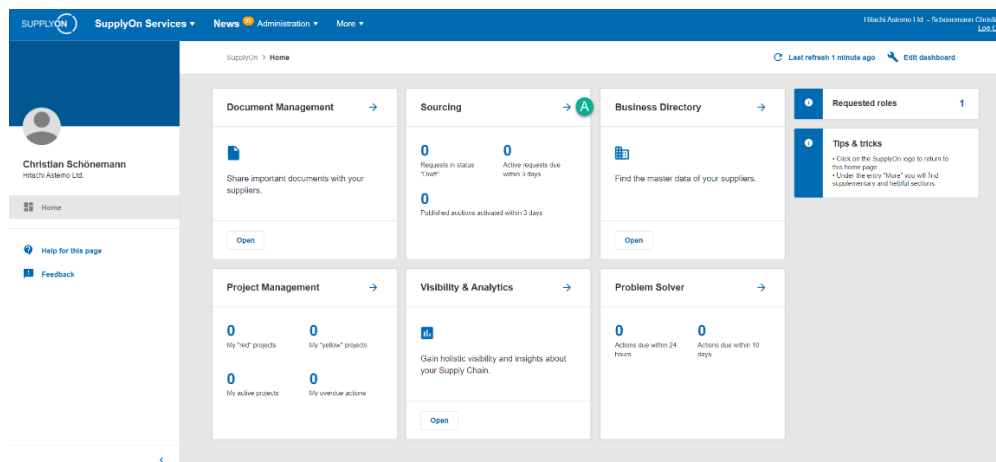 SUPPLYON
SupplyOn Services
News 99 Administration
More
Hitachi Astemo Ltd. - Schönemann
Log
SupplyOn > Home
Last refresh 1 minute ago
Edit dashboard
Christian Schönemann
Hitachi Astemo Ltd.
Home
Help for this page
Feedback
Document Management
Share important documents with your
suppliers.
Open
Sourcing
A
0
Requests in status
"Draft"
0
Active requests due
within 3 days
0
Published auctions activated within 3 days
Business Directory
Find the master data of your suppliers.
Open
Requested roles
1
Tips & tricks
• Click on the SupplyOn logo to return to
this home page.
• Under the entry "More" you will find
supplementary and helpful sections.
Project Management
0
My "red" projects
0
My "yellow" projects
0
My active projects
0
My overdue actions
Visibility & Analytics
Gain holistic visibility and insights about
your Supply Chain.
Open
Problem Solver
0
Actions due within 24
hours
0
Actions due within 10
days